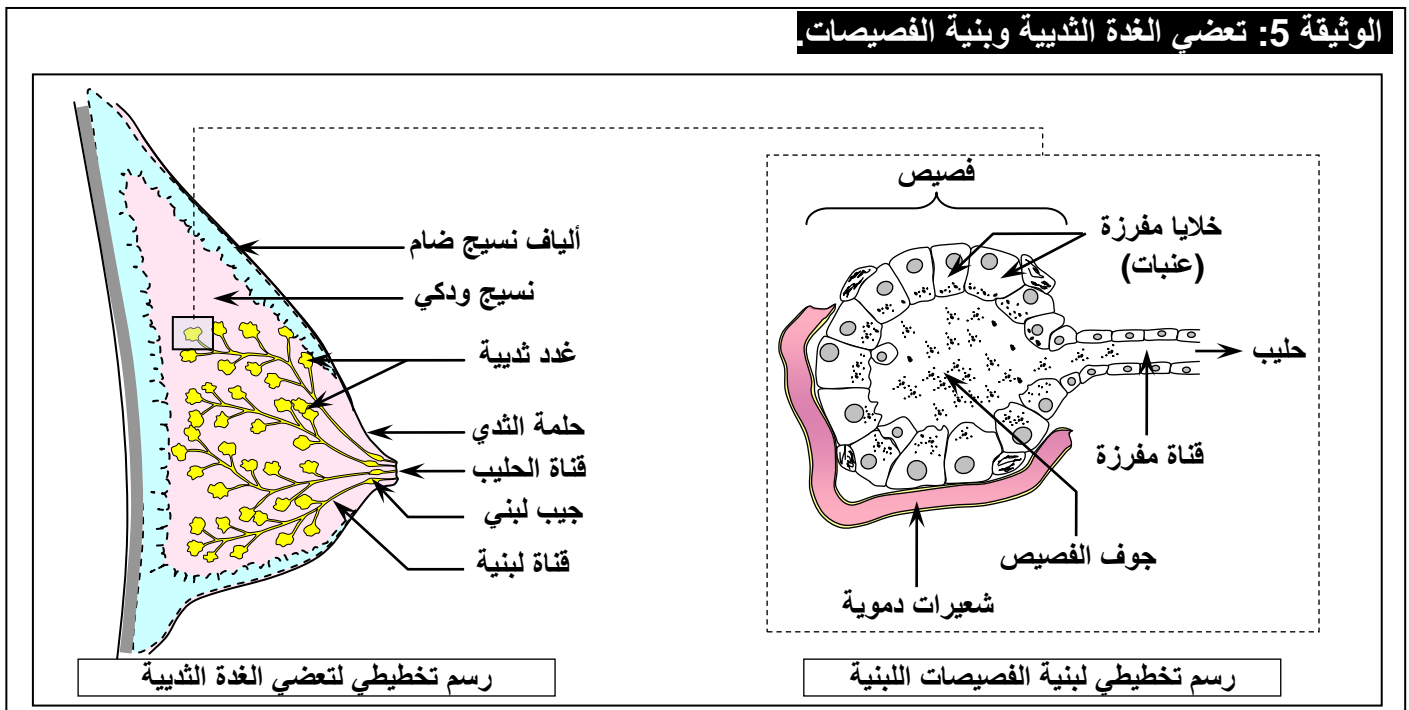 الوثيقة 5: تعضي الغدة الثديية وبنية الفصيصات.
فصيص
خلايا مفرزة
(عنبات)
حليب
قناة مفرزة
جوف الفصيص
شعيرات دموية
رسم تخطيطي لبنية الفصيصات اللبنية
ألياف نسيج ضام
نسيج ودكي
غدد ثديية
حلمة الثدي
قناة الحليب
جيب لبني
قناة لبنية
رسم تخطيطي لتعضي الغدة الثديية